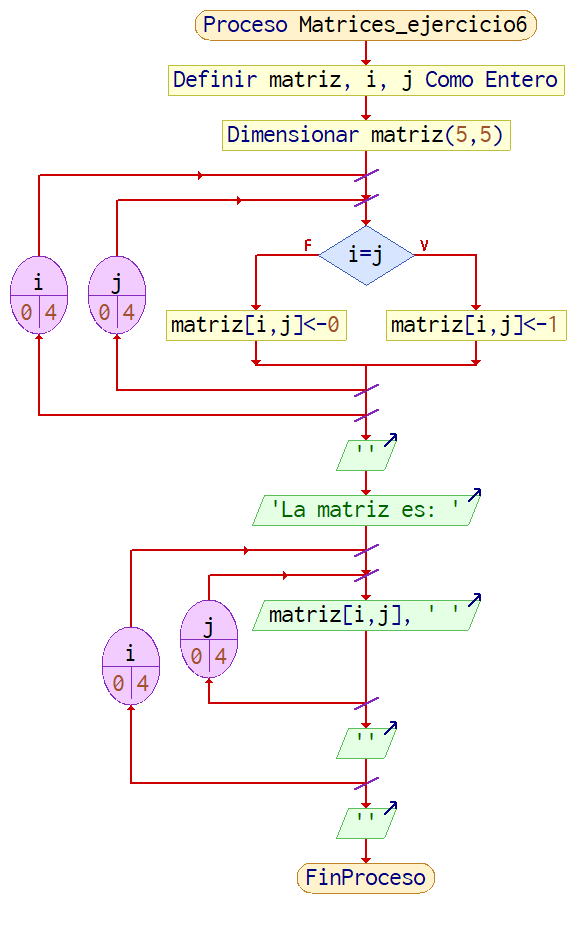 Proceso Matrices_ejercicio6
Definir matriz, i, j Como Entero
Dimensionar matriz(5,5)
F
V
i=j
i
0 4
j
0 4
matriz[i,j]<-0
matriz[i,j]<-1
''
'La matriz es: '
matriz[i,j], ' '
j
0 4
i
0 4
''
''
FinProceso